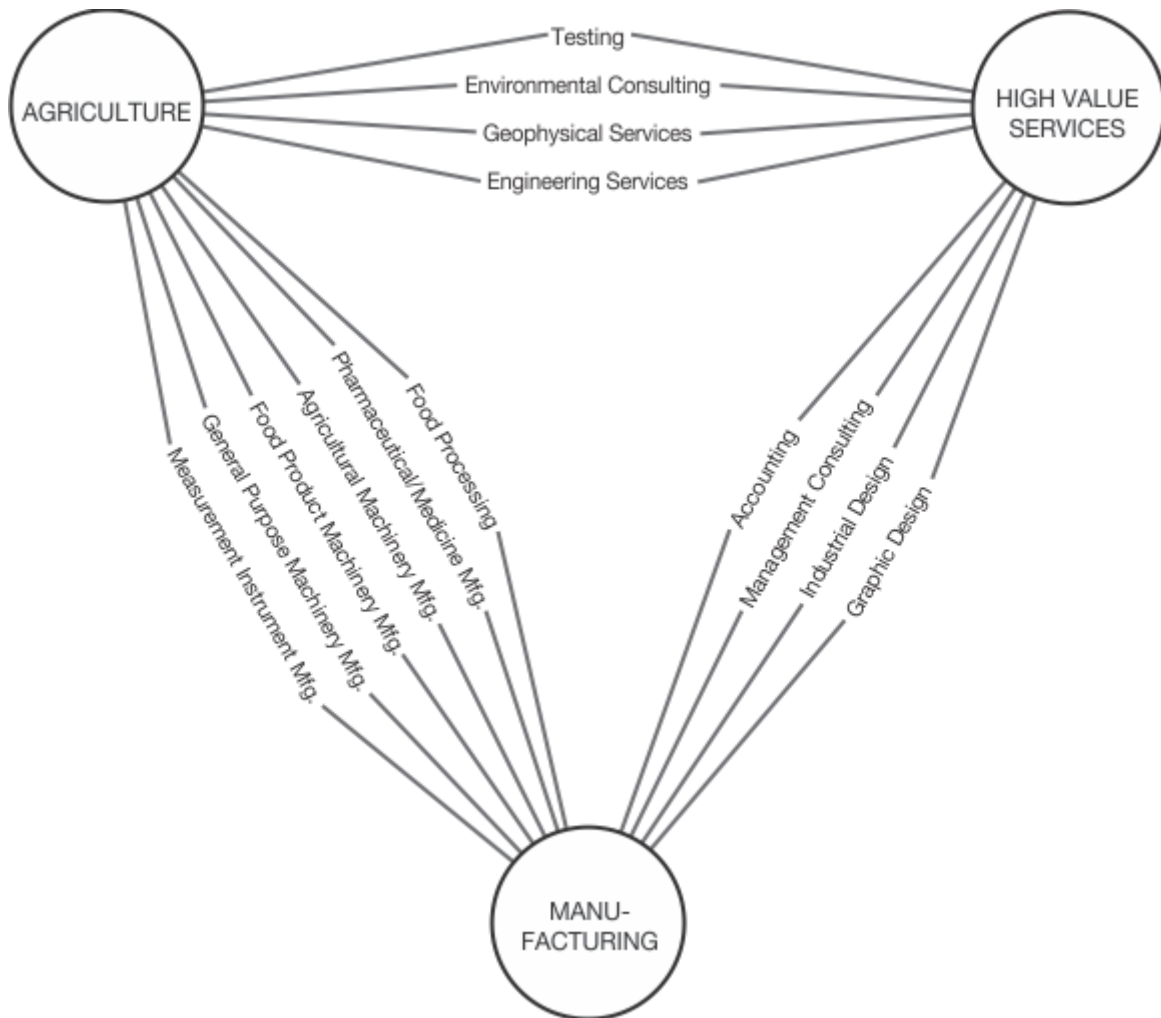 AGRICULTURE
Testing
Environmental Consulting
Geophysical Services
Engineering Services
HIGH VALUE
SERVICES
Measurement Instrument Mfg.
General Purpose Machinery Mfg.
Food Product Machinery Mfg.
Agricultural Machinery Mfg.
Pharmaceutical/Medicine Mfg.
Food Processing
Accounting
Management Consulting
Industrial Design
Graphic Design
MANU-
FACTURING